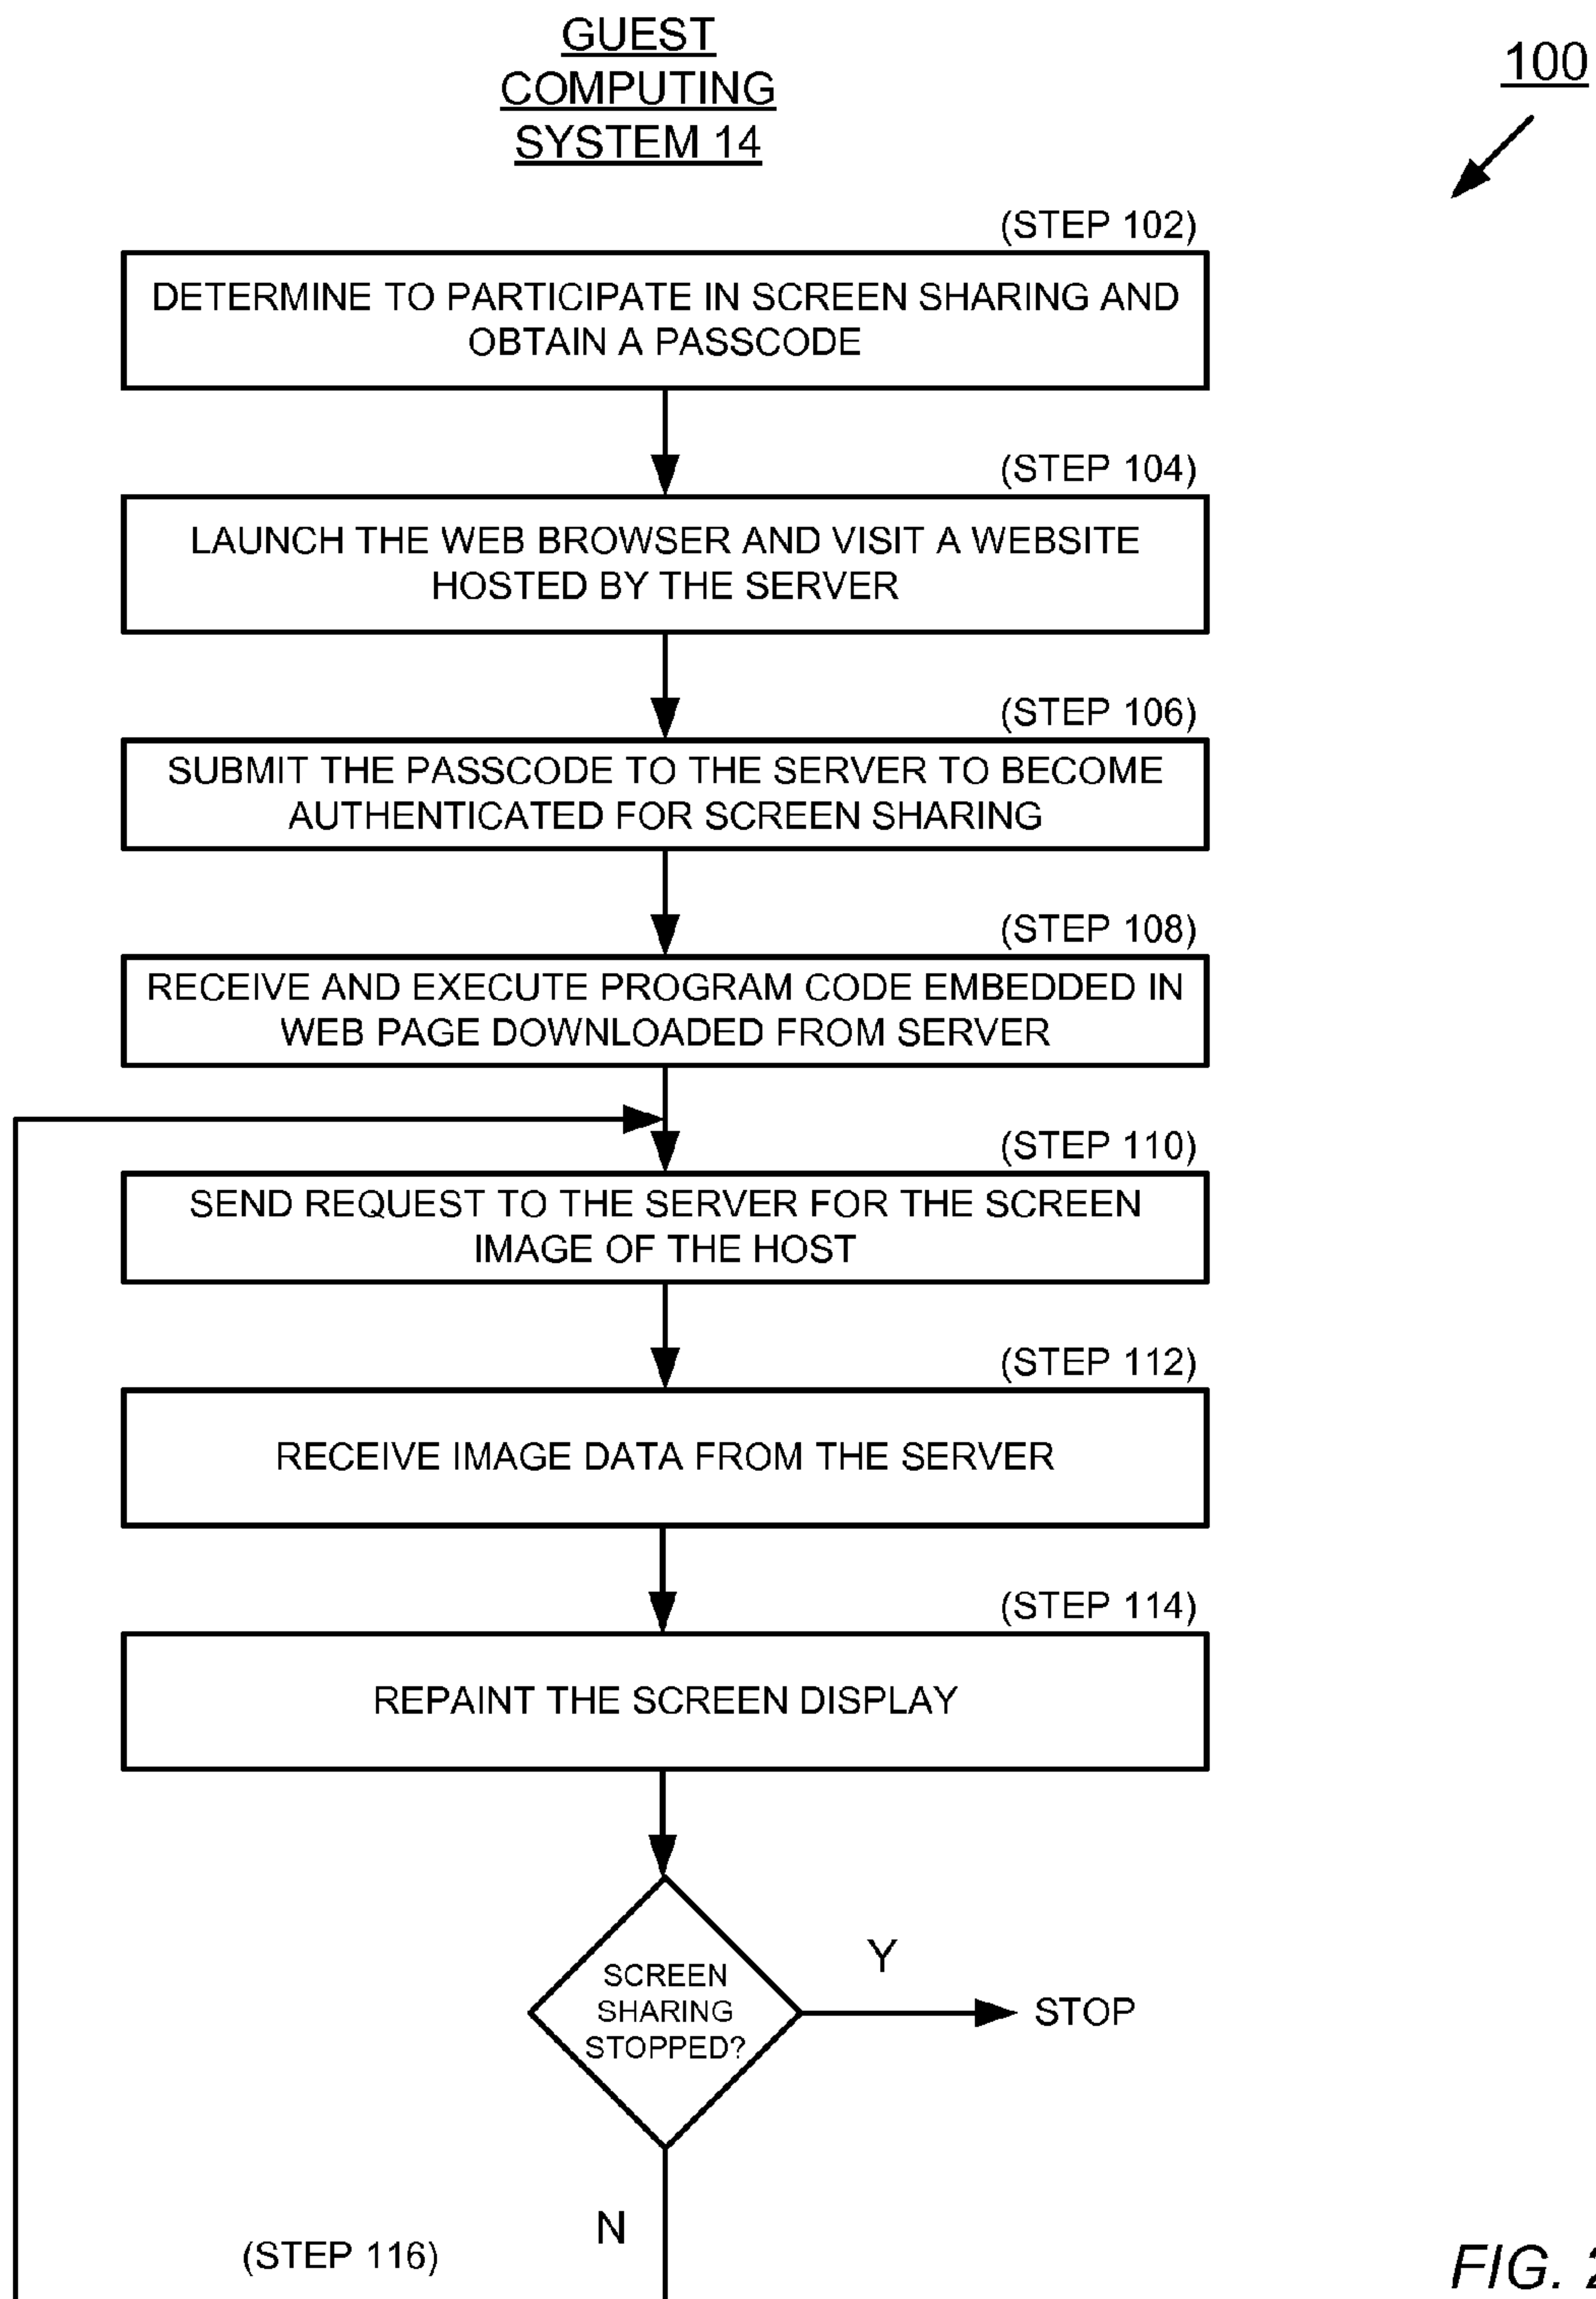 GUEST
COMPUTING
SYSTEM 14
100
(STEP 102)
DETERMINE TO PARTICIPATE IN SCREEN SHARING AND
OBTAIN A PASSCODE
(STEP 104)
LAUNCH THE WEB BROWSER AND VISIT A WEBSITE
HOSTED BY THE SERVER
(STEP 106)
SUBMIT THE PASSCODE TO THE SERVER TO BECOME
AUTHENTICATED FOR SCREEN SHARING
(STEP 108)
RECEIVE AND EXECUTE PROGRAM CODE EMBEDDED IN
WEB PAGE DOWNLOADED FROM SERVER
(STEP 110)
SEND REQUEST TO THE SERVER FOR THE SCREEN
IMAGE OF THE HOST
(STEP 112)
RECEIVE IMAGE DATA FROM THE SERVER
(STEP 114)
REPAINT THE SCREEN DISPLAY
SCREEN
SHARING
STOPPED?
Y
STOP
N
(STEP 116)
FIG. 2